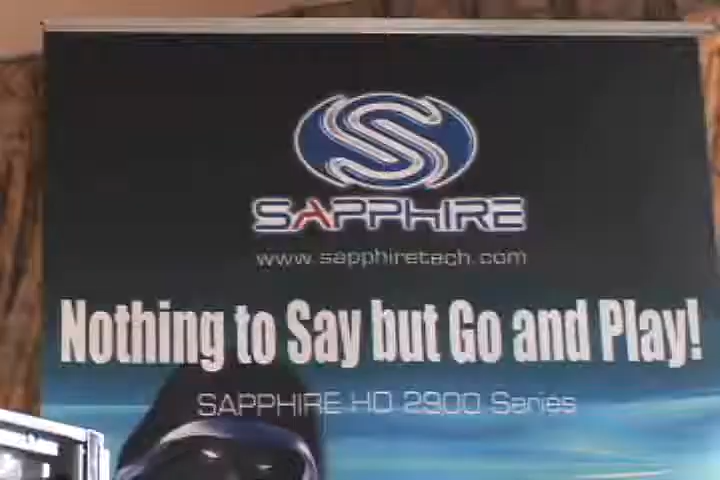 SAPPHIRE
www.sapphiretech.com
Nothing to Say but Go and Play!
SAPPHIRE HD 2900 Series